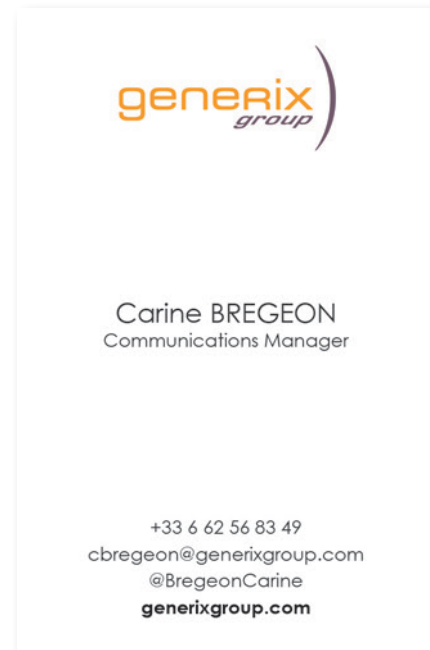 generix
group
Carine BREGEON
Communications Manager
+33 6 62 56 83 49
cbregeon@generixgroup.com
@BregeonCarine
generixgroup.com